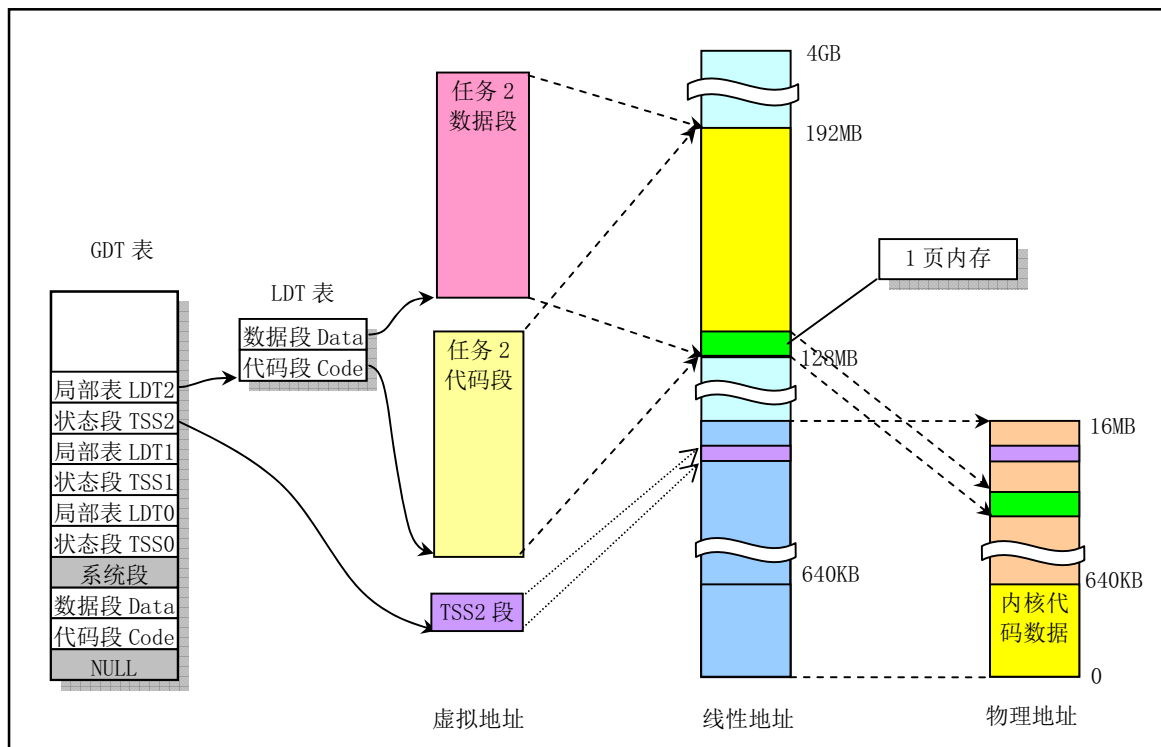 GDT 表
局部表 LDT2
状态段 TSS2
局部表 LDT1
状态段 TSS1
局部表 LDT0
状态段 TSS0
系统段
数据段 Data
代码段 Code
NULL
LDT 表
数据段 Data
代码段 Code
任务 2
数据段
任务 2
代码段
TSS2 段
虚拟地址
4GB
192MB
1 页内存
128MB
640KB
线性地址
16MB
640KB
内核代
码数据
0
物理地址